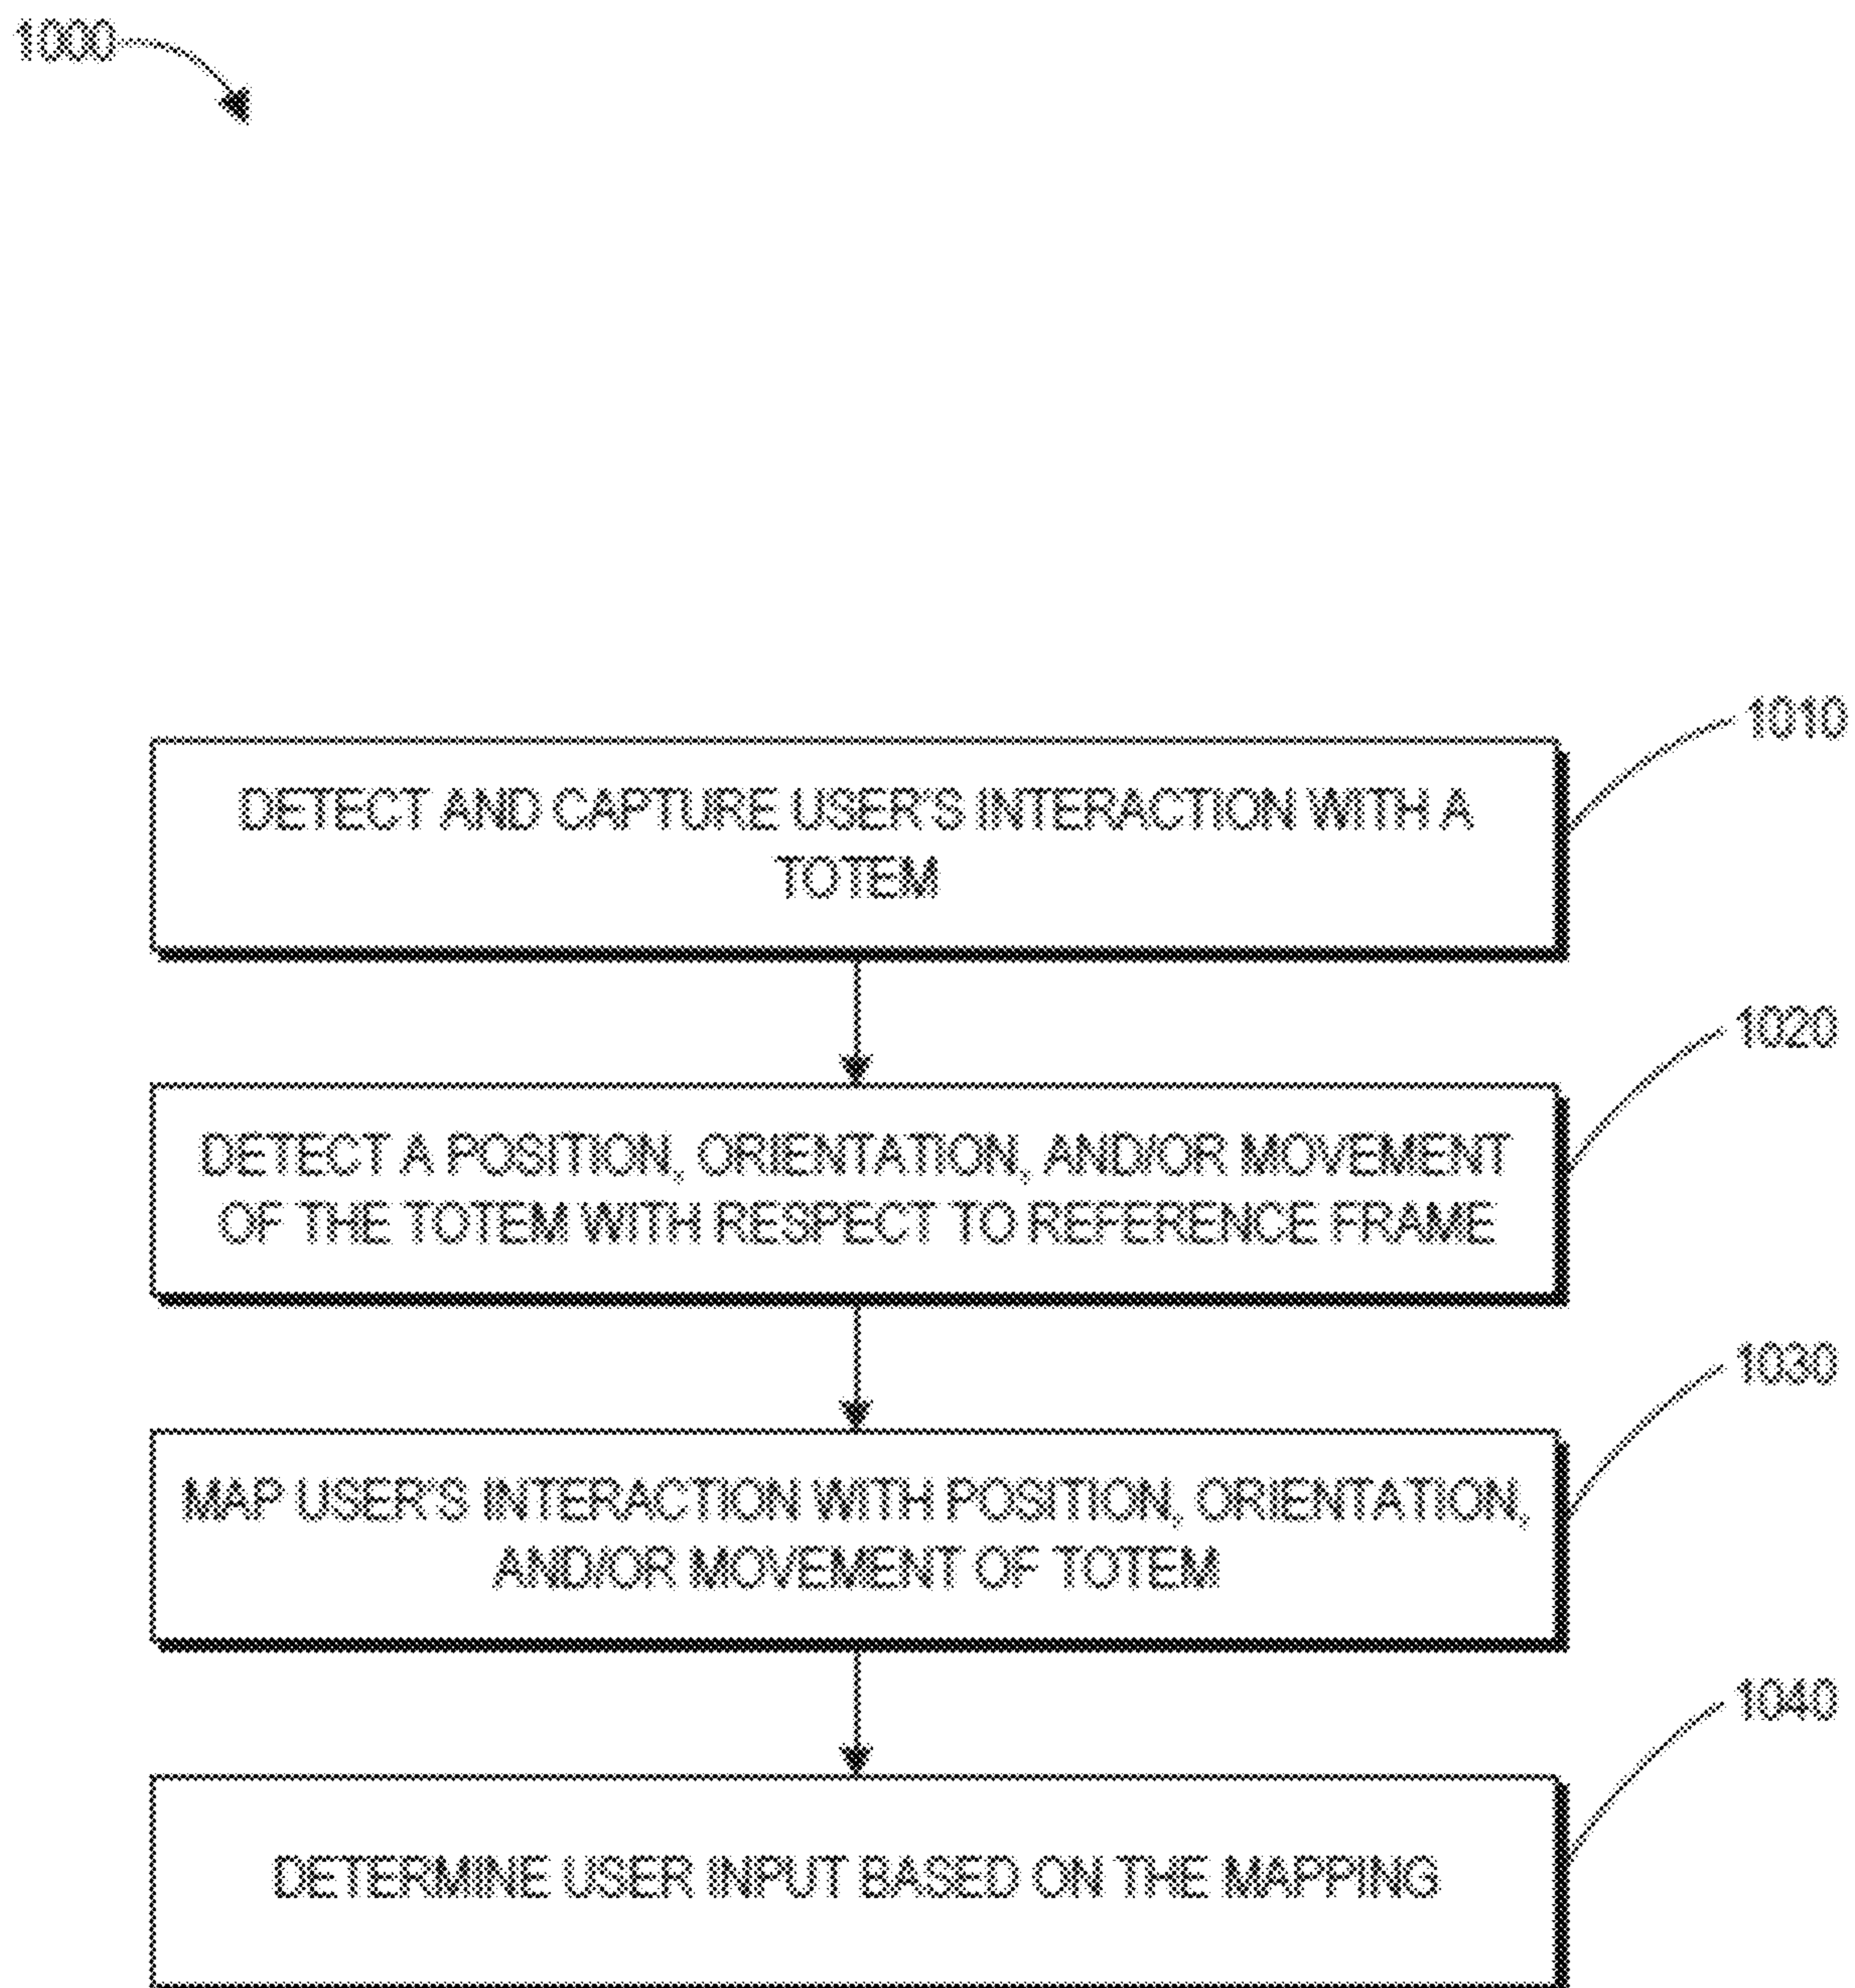 1000
1010
DETECT AND CAPTURE USER'S INTERACTION WITH A
TOTEM
1020
DETECT A POSITION, ORIENTATION, AND/OR MOVEMENT
OF THE TOTEM WITH RESPECT TO REFERENCE FRAME
1030
MAP USER'S INTERACTION WITH POSITION, ORIENTATION,
AND/OR MOVEMENT OF TOTEM
1040
DETERMINE USER INPUT BASED ON THE MAPPING